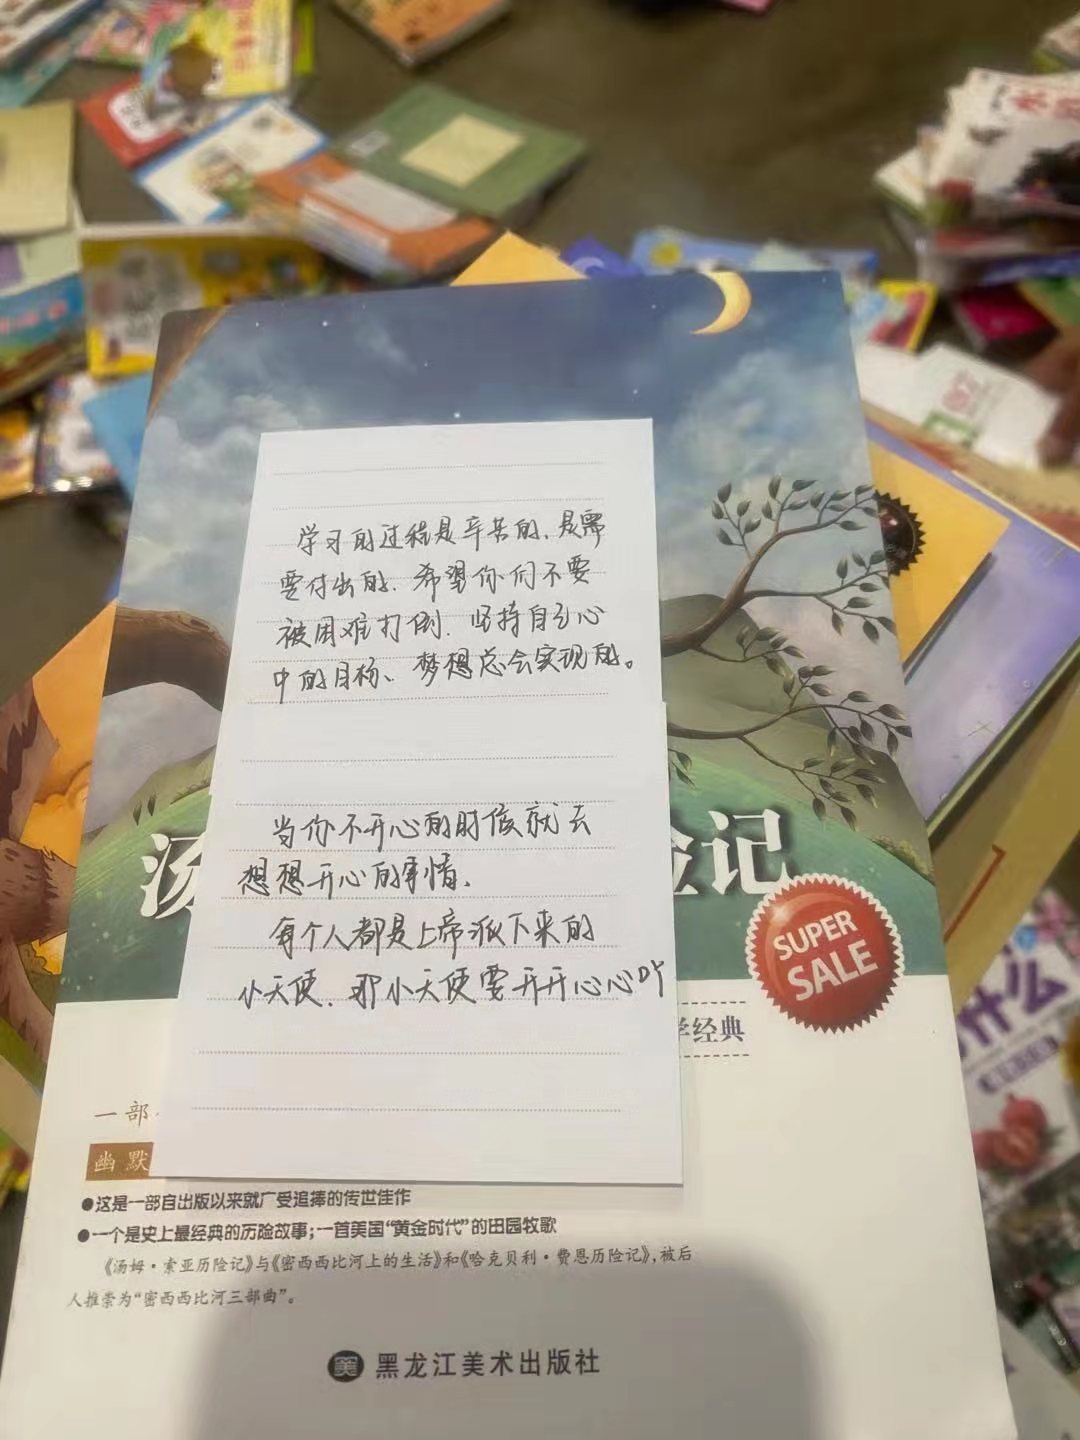 学习的过程是辛苦的、是需
要付出的. 希望你们不要
被困难打倒. 坚持自己心
中的目标、梦想总会实现的。
当你不开心的时候就去
想想开心的事情.
每个人都是上帝派下来的
小天使. 那小天使要开开心心吖
汤
险记
SUPER
SALE
学经典
一部
幽默
●这是一部自出版以来就广受追捧的传世佳作
●一个是史上最经典的历险故事;一首美国“黄金时代”的田园牧歌
《汤姆·索亚历险记》与《密西西比河上的生活》和《哈克贝利·费恩历险记》,被后
人推崇为“密西西比河三部曲”。
美 黑龙江美术出版社
什么